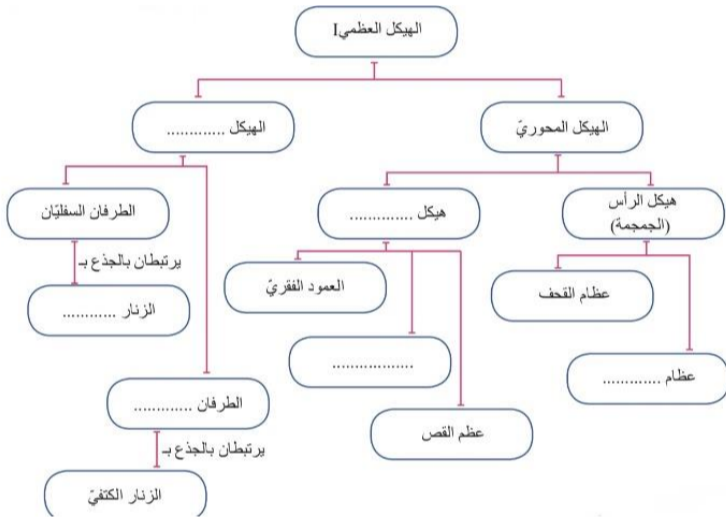 الهيكل العظميI
الهيكل المحوريّ
الهيكل .............
هيكل الرأس
(الجمجمة)
هيكل ..............
الطرفان السفليّان
يرتبطان بالجذع بـ
عظام القحف
العمود الفقريّ
الزنار ............
..................
عظام .............
الطرفان .............
عظم القص
يرتبطان بالجذع بـ
الزنار الكتفيّ